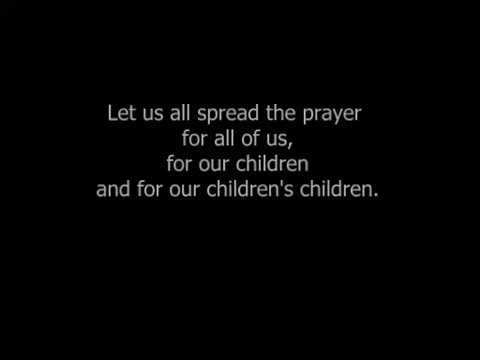 Let us all spread the prayer
for all of us,
for our children
and for our children's children.